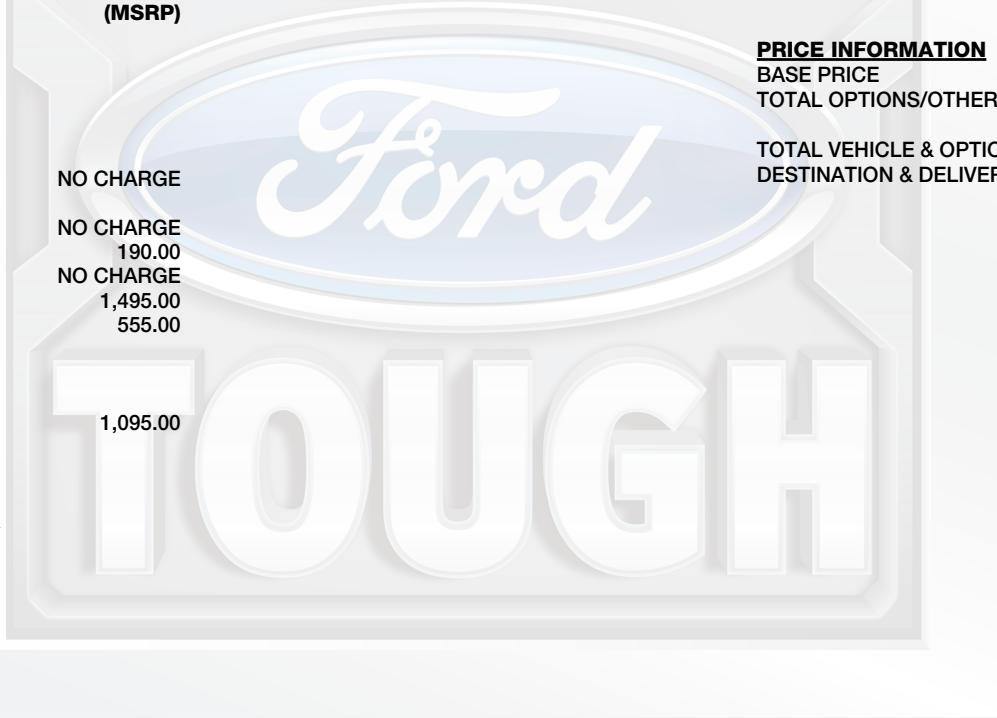 (MSRP)
NO CHARGE
NO CHARGE
190.00
NO CHARGE
1,495.00
555.00
1,095.00
PRICE INFORMATION
BASE PRICE
TOTAL OPTIONS/OTHER
TOTAL VEHICLE & OPTIO
DESTINATION & DELIVER
Ford
TOUGH